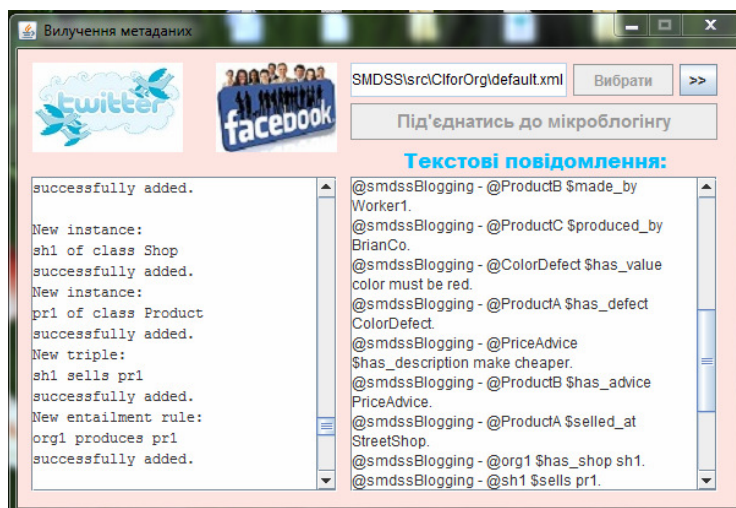 Вилучення метаданих
twitter
facebook
SMDSS\src\ClforOrg\default.xml
Вибрати
>>
Під'єднатись до мікроблогінгу
Текстові повідомлення:
successfully added.
New instance:
sh1 of class Shop
successfully added.
New instance:
pr1 of class Product
successfully added.
New triple:
sh1 sells pr1
successfully added.
New entailment rule:
org1 produces pr1
successfully added.
@smdssBlogging - @ProductB $made_by
Worker1.
@smdssBlogging - @ProductC $produced_by
BrianCo.
@smdssBlogging - @ColorDefect $has_value
color must be red.
@smdssBlogging - @ProductA $has_defect
ColorDefect.
@smdssBlogging - @PriceAdvice
$has_description make cheaper.
@smdssBlogging - @ProductB $has_advice
PriceAdvice.
@smdssBlogging - @ProductA $selled_at
StreetShop.
@smdssBlogging - @org1 $has_shop sh1.
@smdssBlogging - @sh1 $sells pr1.